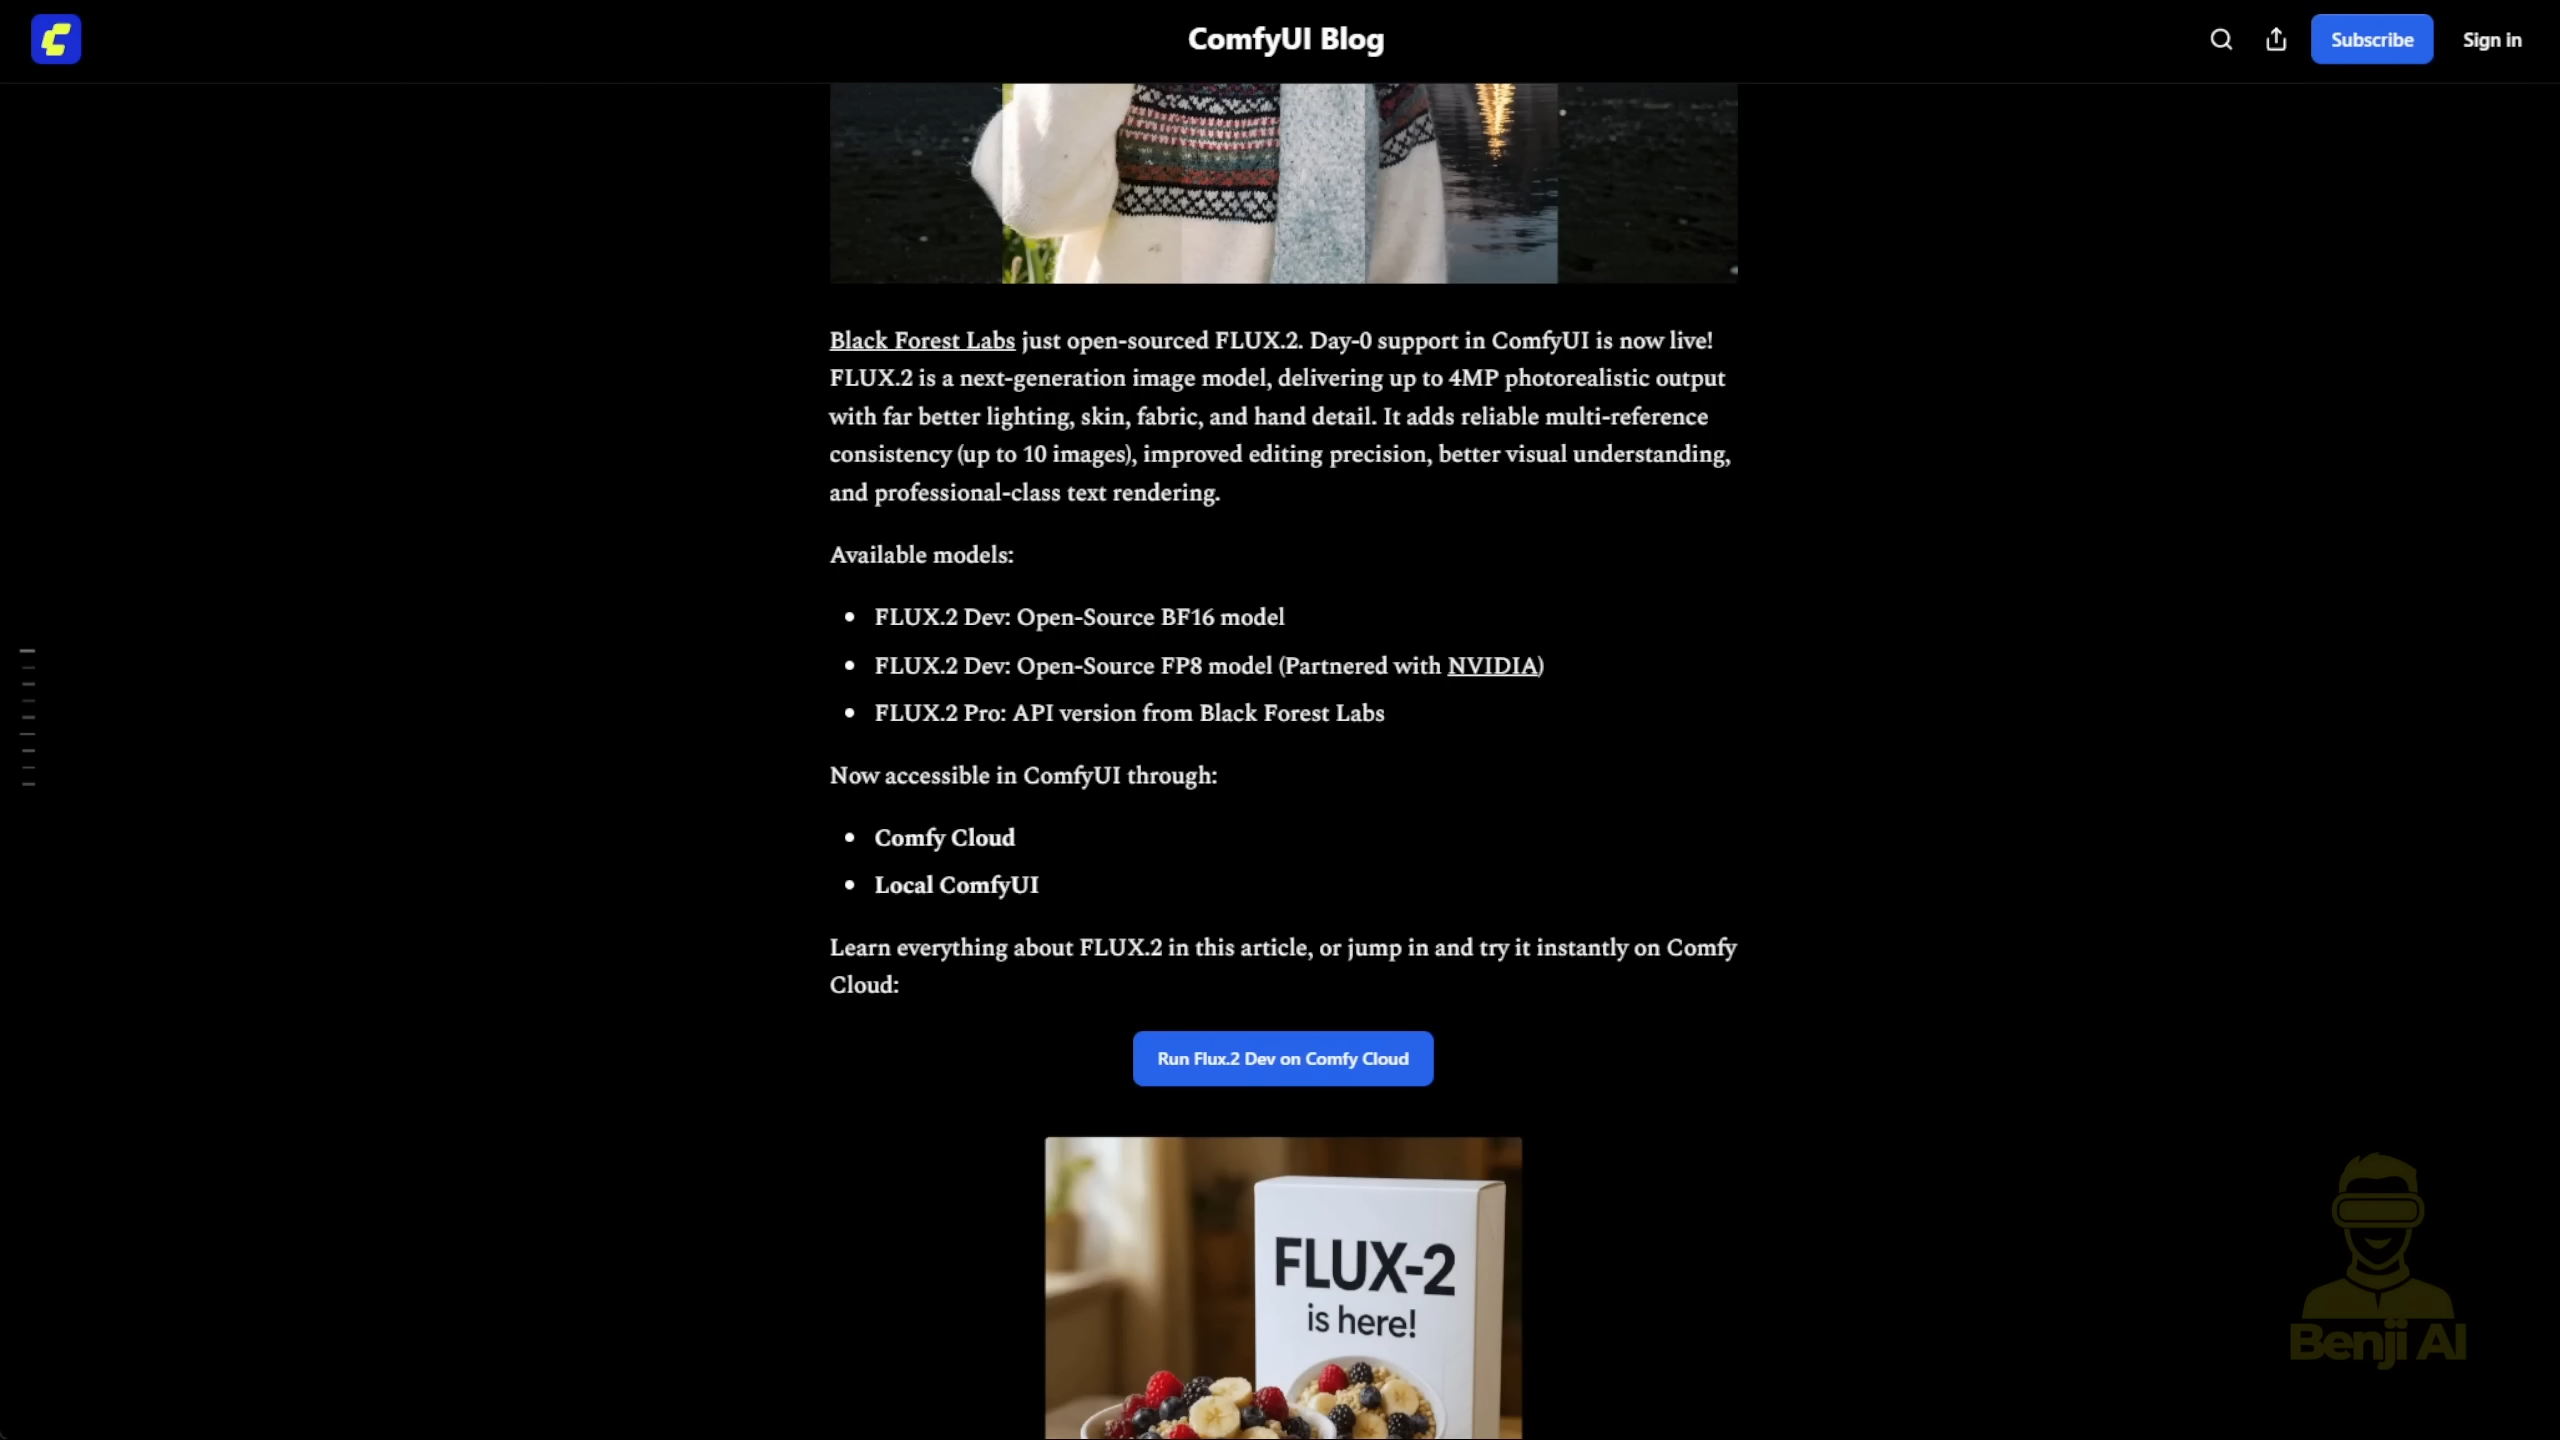 ComfyUI Blog
Subscribe
Sign in
Black Forest Labs just open-sourced FLUX.2. Day-0 support in ComfyUI is now live!
FLUX.2 is a next-generation image model, delivering up to 4MP photorealistic output
with far better lighting, skin, fabric, and hand detail. It adds reliable multi-reference
consistency (up to 10 images), improved editing precision, better visual understanding,
and professional-class text rendering.
Available models:
FLUX.2 Dev: Open-Source BF16 model
FLUX.2 Dev: Open-Source FP8 model (Partnered with NVIDIA)
FLUX.2 Pro: API version from Black Forest Labs
Now accessible in ComfyUI through:
Comfy Cloud
Local ComfyUI
Learn everything about FLUX.2 in this article, or jump in and try it instantly on Comfy
Cloud:
Run Flux.2 Dev on Comfy Cloud
FLUX-2
is here!
Benji AI